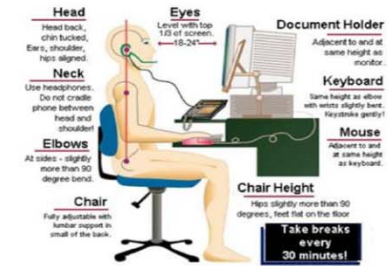 Head
Head back,
chin tucked,
Ears, shoulder,
hips aligned.
Neck
Use headphones.
Do not cradle
phone between
head and
shoulder!
Elbows
At sides - slightly
more than 90
degree bend.
Chair
Fully adjustable with
lumbar support in
small of the back.
Eyes
Level with top
1/3 of screen.
18-24"
Document Holder
Adjacent to and at
same height as
monitor.
Keyboard
Same height as elbow
with wrists slightly bent.
Keystroke gently!
Mouse
Adjacent to and
at same height
as keyboard.
Chair Height
Hips slightly more than 90
degrees, feet flat on the floor
Take breaks
every
30 minutes!